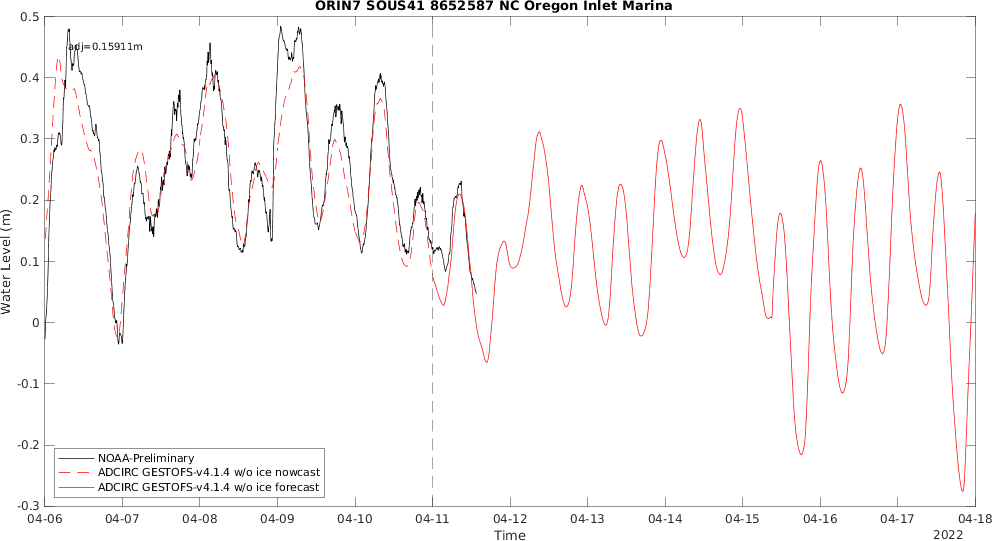 ORIN7 SOUS41 8652587 NC Oregon Inlet Marina
adj=0.15911m
Water Level (m)
0.5
0.4
0.3
0.2
0.1
0
-0.1
-0.2
-0.3
NOAA-Preliminary
ADCIRC GESTOFS-v4.1.4 w/o ice nowcast
ADCIRC GESTOFS-v4.1.4 w/o ice forecast
04-06 04-07 04-08 04-09 04-10 04-11 04-12 04-13 04-14 04-15 04-16 04-17 04-18
Time
2022